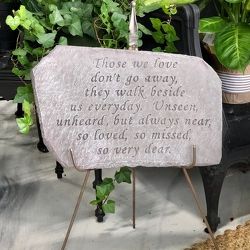 Those we love
don't go away,
they walk beside
us everyday. Unseen,
unheard, but always near,
so loved, so missed,
so very dear.